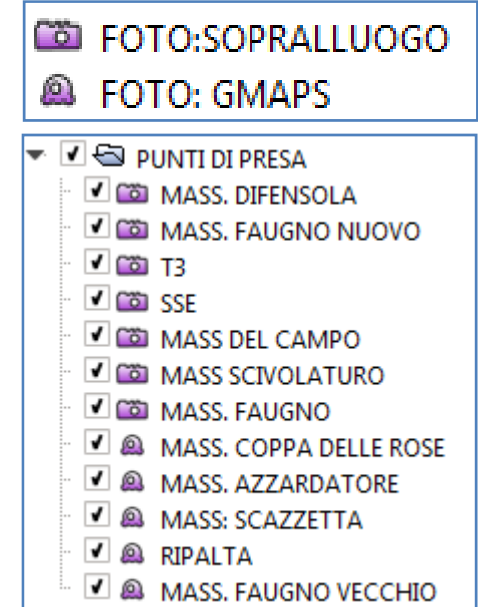 FOTO:SOPRALLUOGO
FOTO: GMAPS
PUNTI DI PRESA
MASS. DIFENSOLA
MASS. FAUGNO NUOVO
T3
SSE
MASS DEL CAMPO
MASS SCIVOLATURO
MASS. FAUGNO
MASS. COPPA DELLE ROSE
MASS. AZZARDATORE
MASS: SCAZZETTA
RIPALTA
MASS. FAUGNO VECCHIO